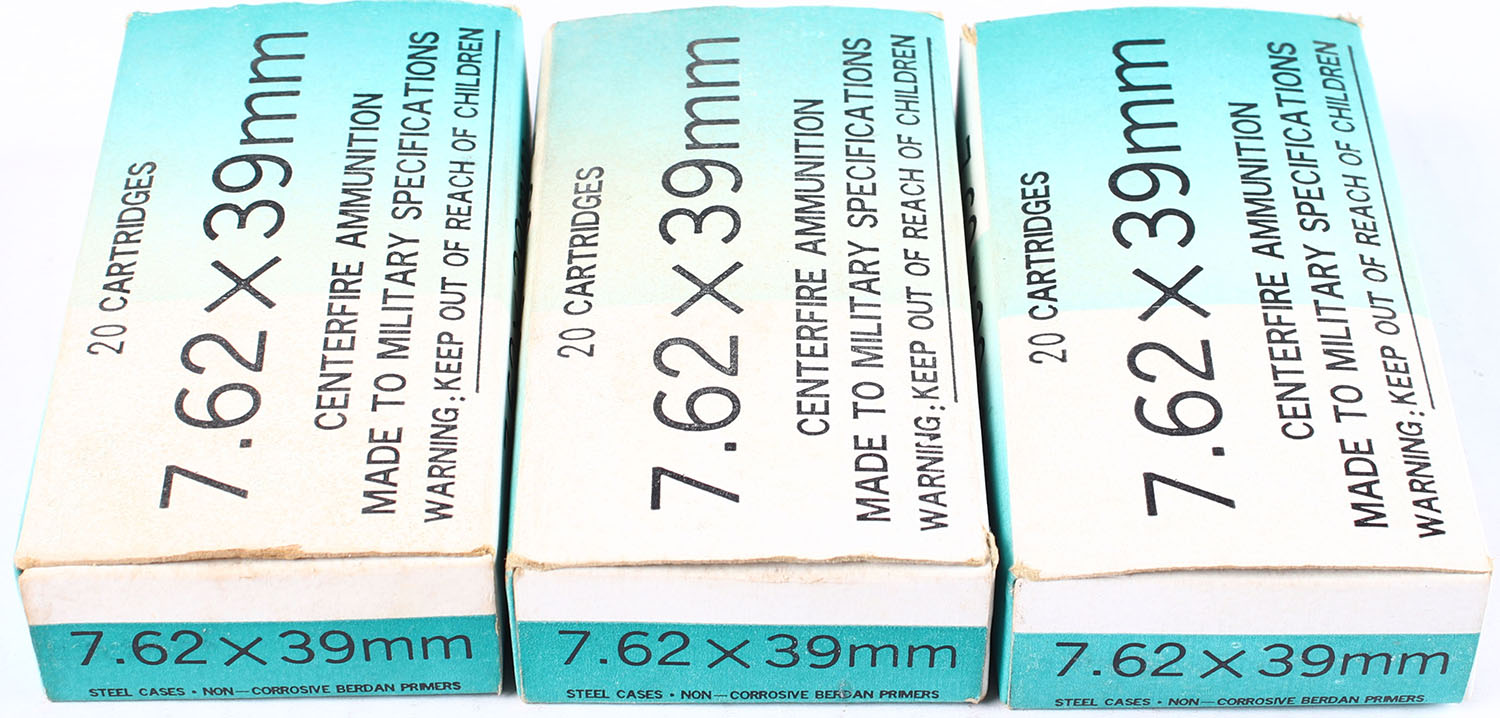 20 CARTRIDGES
7.62 x 39mm
CENTERFIRE AMMUNITION
MADE TO MILITARY SPECIFICATIONS
WARNING: KEEP OUT OF REACH OF CHILDREN
7.62 x 39mm
STEEL CASES • NON—CORROSIVE BERDAN PRIMERS
20 CARTRIDGES
7.62 x 39mm
CENTERFIRE AMMUNITION
MADE TO MILITARY SPECIFICATIONS
WARNING: KEEP OUT OF REACH OF CHILDREN
7.62 x 39mm
STEEL CASES • NON—CORROSIVE BERDAN PRIMERS
20 CARTRIDGES
7.62 x 39mm
CENTERFIRE AMMUNITION
MADE TO MILITARY SPECIFICATIONS
WARNING: KEEP OUT OF REACH OF CHILDREN
7.62 x 39mm
STEEL CASES • NON—CORROSIVE BERDAN PRIMERS